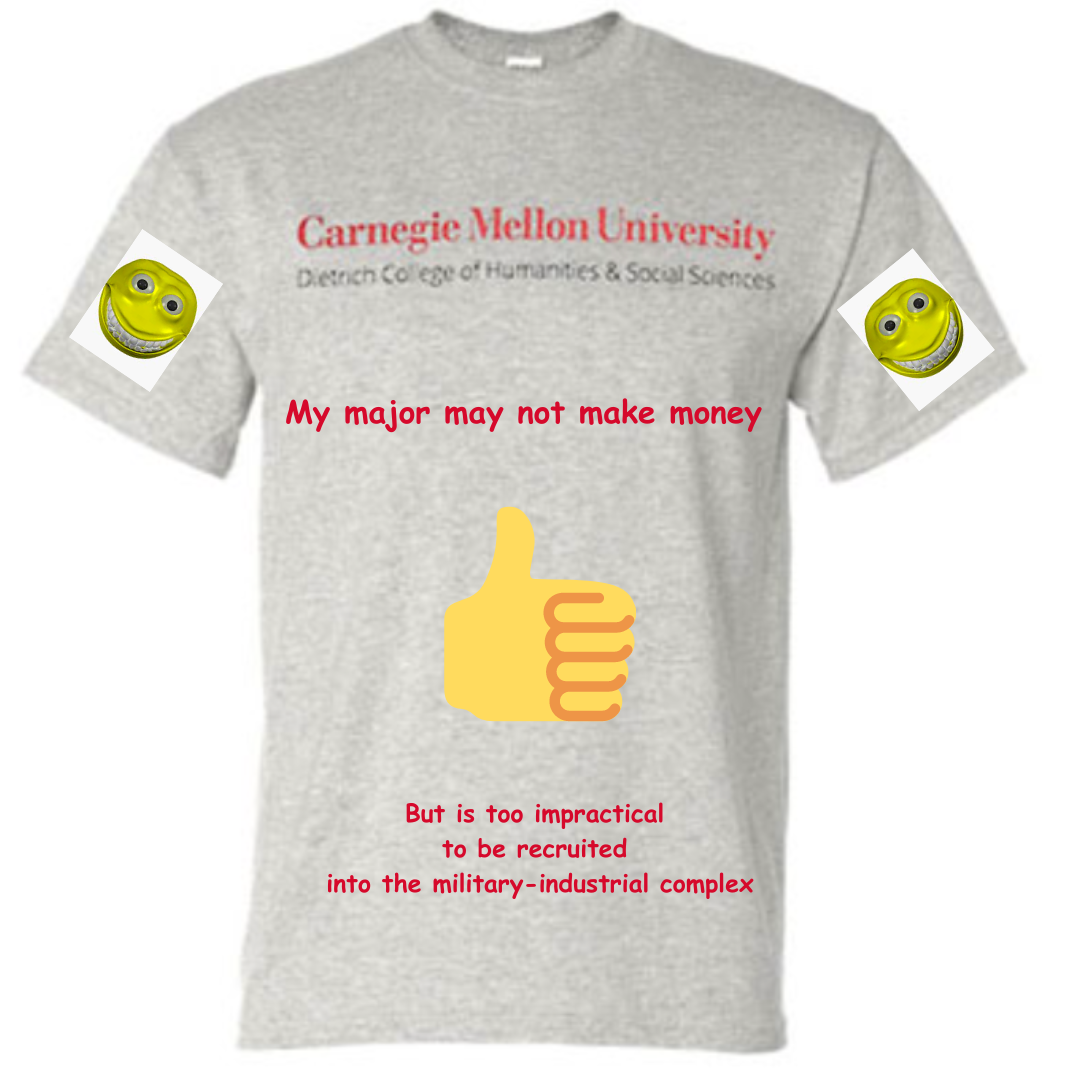 Carnegie Mellon University
Dietrich College of Humanities & Social Sciences
My major may not make money
But is too impractical
to be recruited
into the military-industrial complex